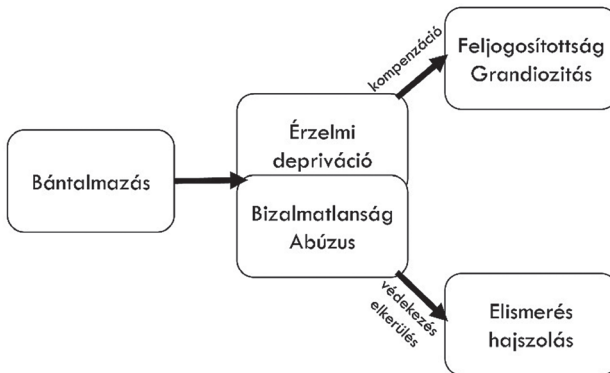 Bántalmazás
Érzelmi
depriváció
Bizalmatlanság
Abúzus
kompenzáció
Feljogosítottság
Grandiozitás
védekezés
elkerülés
Elismerés
hajszolás